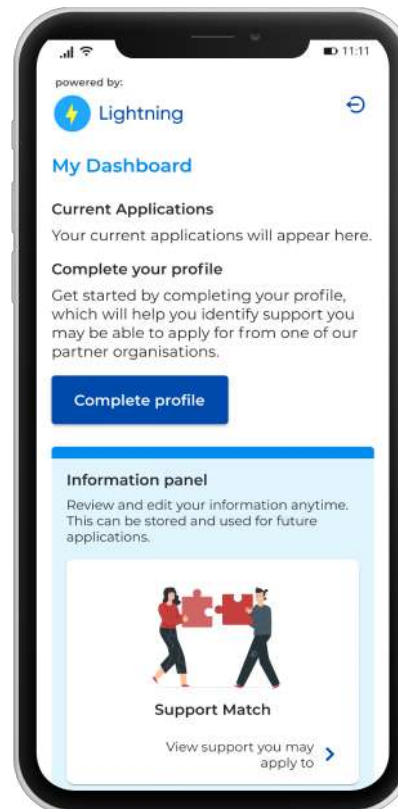 11:11
powered by:
Lightning
My Dashboard
Current Applications
Your current applications will appear here.
Complete your profile
Get started by completing your profile,
which will help you identify support you
may be able to apply for from one of our
partner organisations.
Complete profile
Information panel
Review and edit your information anytime.
This can be stored and used for future
applications.
Support Match
View support you may
apply to